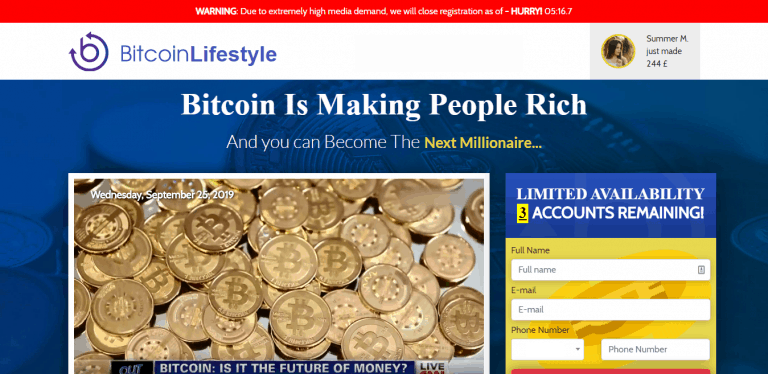 WARNING: Due to extremely high media demand, we will close registration as of - HURRY! 05:16.7
BitcoinLifestyle
Summer M.
just made
244 £
Bitcoin Is Making People Rich
And you can Become The Next Millionaire...
Wednesday, September 25, 2019
BITCOIN: IS IT THE FUTURE OF MONEY?
LIVE
LIMITED AVAILABILITY
3 ACCOUNTS REMAINING!
Full Name
Full name
E-mail
E-mail
Phone Number
Phone Number